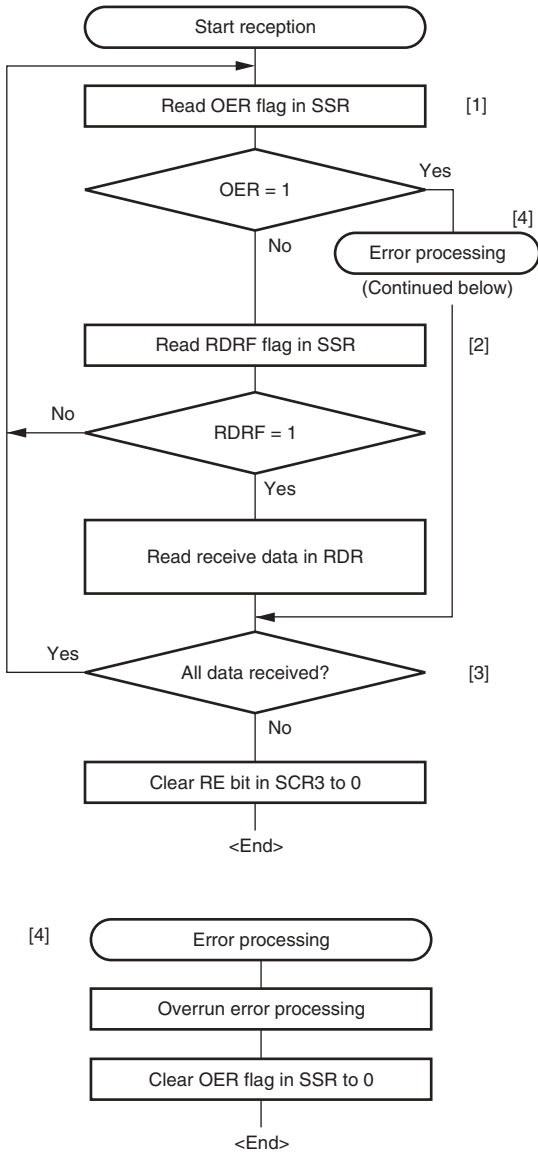 Start reception
Read OER flag in SSR
[1]
OER = 1
Yes
No
[4]
Error processing
(Continued below)
Read RDRF flag in SSR
[2]
No
RDRF = 1
Yes
Read receive data in RDR
Yes
All data received?
[3]
No
Clear RE bit in SCR3 to 0
<End>
[4]
Error processing
Overrun error processing
Clear OER flag in SSR to 0
<End>